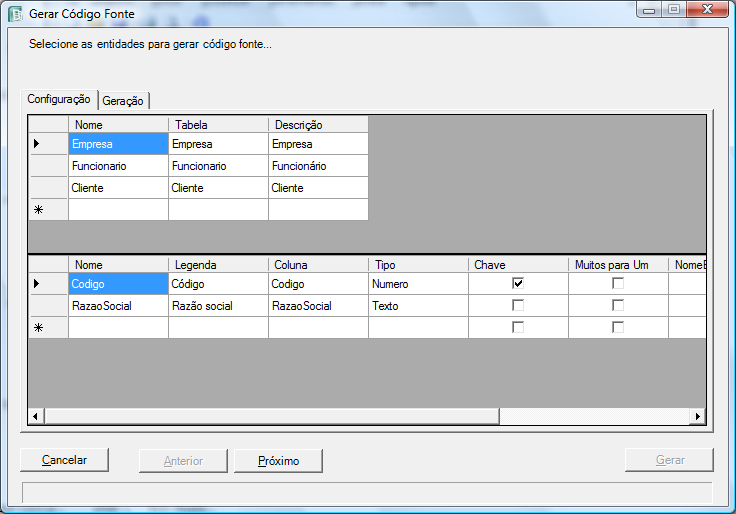 Gerar Código Fonte
Selecione as entidades para gerar código fonte...
Configuração Geração
Nome Tabela Descrição
Empresa Empresa Empresa
Funcionario Funcionario Funcionário
Cliente Cliente Cliente
Nome Legenda Coluna Tipo Chave Muitos para Um NomeE
Codigo Código Codigo Numero
RazaoSocial Razão social RazaoSocial Texto
Cancelar Anterior Próximo Gerar